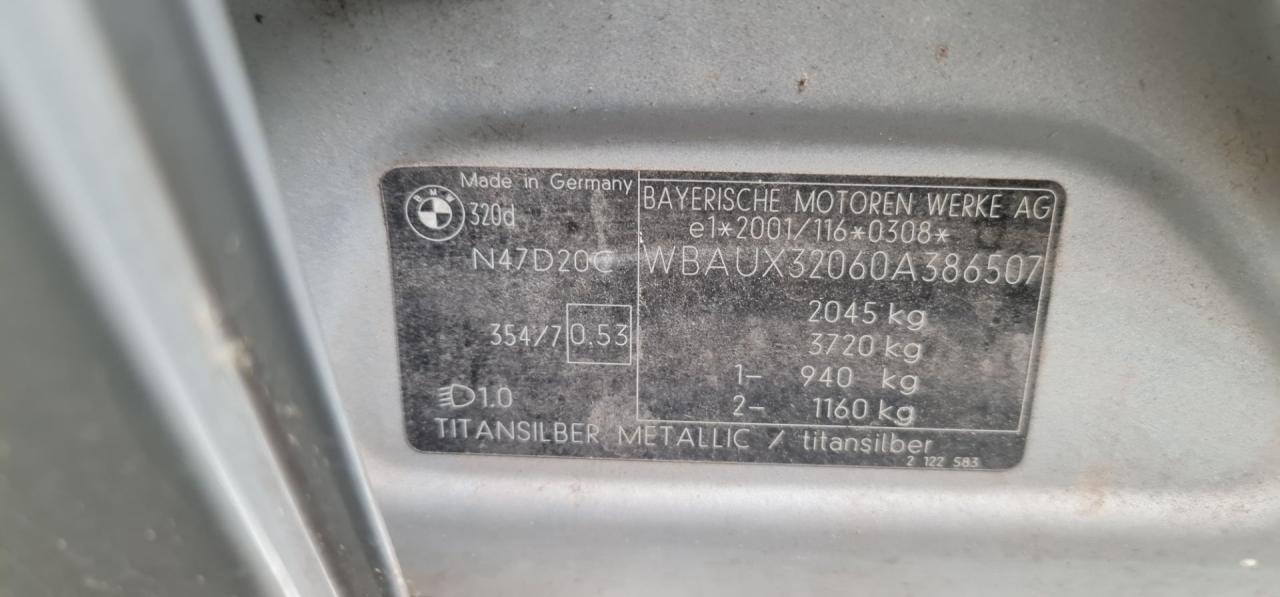 Made in Germany
BMW
320d
N47D20C
354/7 0.53
1.0
BAYERISCHE MOTOREN WERKE AG
e1*2001/116*0308*
WBAUX32060A386507
2045 kg
3720 kg
1- 940 kg
2- 1160 kg
TITANSILBER METALLIC / titansilber
2 122 583